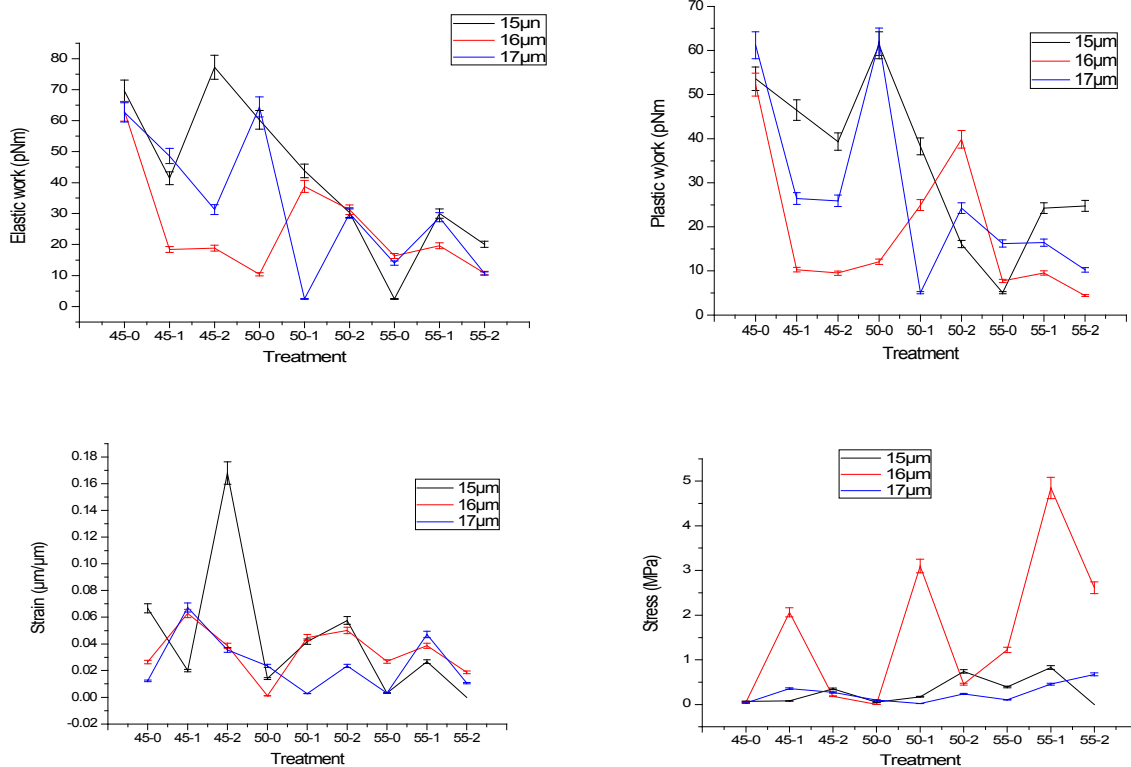 15µn
16µm
17µm
80
70
60
50
40
30
20
10
0
Elastic work (pNm)
45-0 45-1 45-2 50-0 50-1 50-2 55-0 55-1 55-2
Treatment
15µm
16µm
17µm
70
60
50
40
30
20
10
0
Plastic w)ork (pNm
45-0 45-1 45-2 50-0 50-1 50-2 55-0 55-1 55-2
Treatment
15µm
16µm
17µm
0.18
0.16
0.14
0.12
0.10
0.08
0.06
0.04
0.02
0.00
-0.02
Strain (µm/µm)
45-0 45-1 45-2 50-0 50-1 50-2 55-0 55-1 55-2
Treatment
15µm
16µm
17µm
5
4
3
2
1
0
Stress (MPa)
45-0 45-1 45-2 50-0 50-1 50-2 55-0 55-1 55-2
Treatment